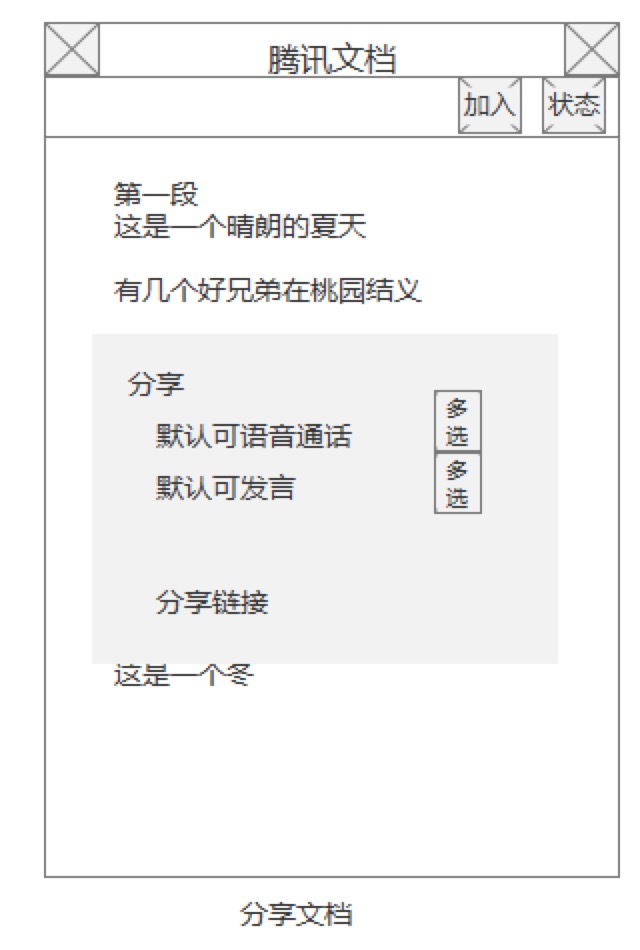 腾讯文档
加入 状态
第一段
这是一个晴朗的夏天
有几个好兄弟在桃园结义
分享
默认可语音通话
多
选
默认可发言
多
选
分享链接
这是一个冬
分享文档